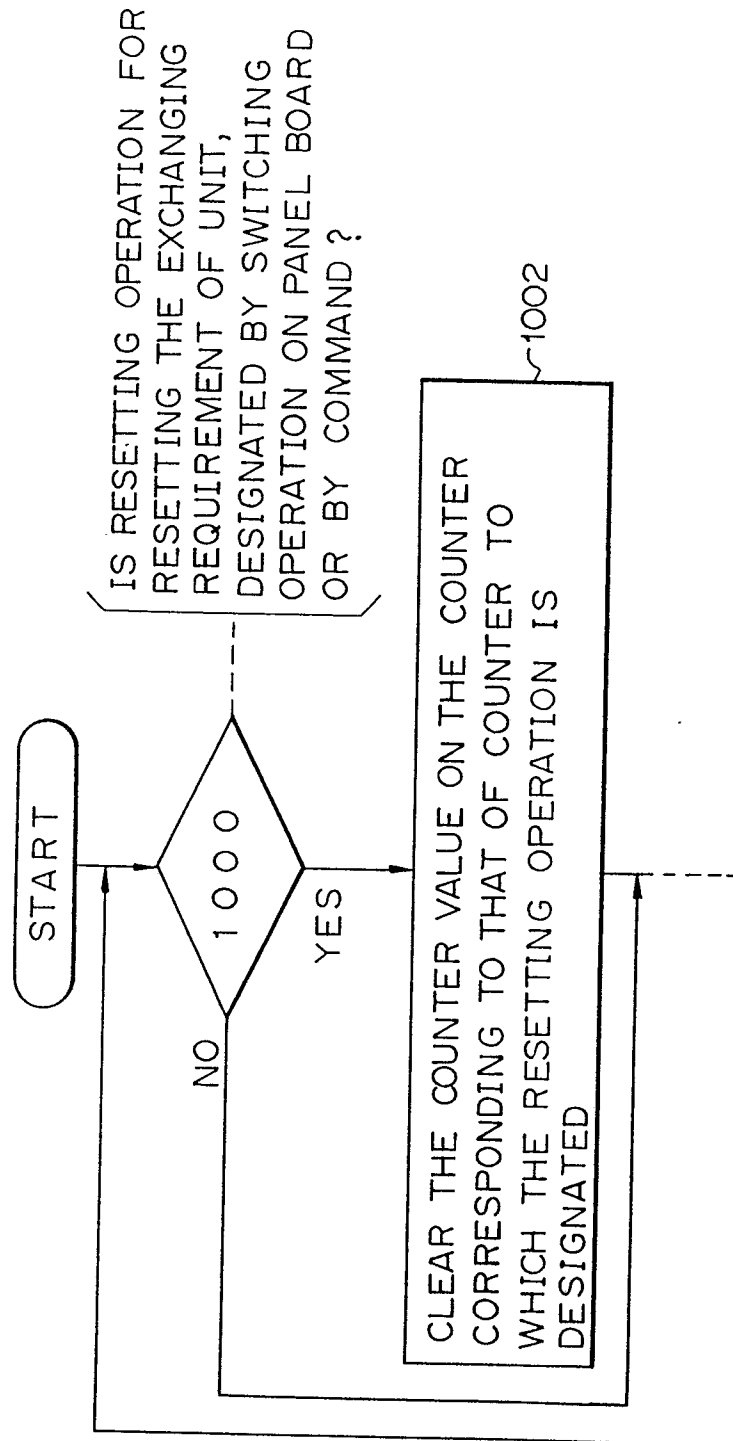 START
1000
IS RESETTING OPERATION FOR
RESETTING THE EXCHANGING
REQUIREMENT OF UNIT,
DESIGNATED BY SWITCHING
OPERATION ON PANEL BOARD
OR BY COMMAND?
NO
YES
1002
CLEAR THE COUNTER VALUE ON THE COUNTER
CORRESPONDING TO THAT OF COUNTER TO
WHICH THE RESETTING OPERATION IS
DESIGNATED